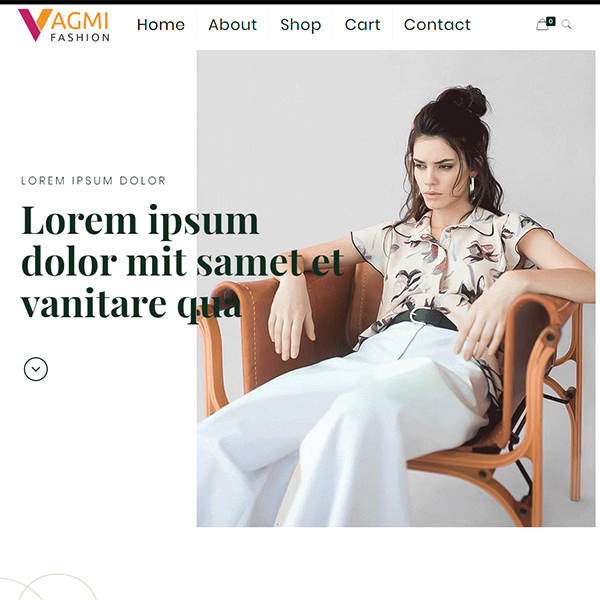 VAGMI
FASHION
Home
About
Shop
Cart
Contact
0
LOREM IPSUM DOLOR
Lorem ipsum
dolor mit samet et
vanitare qua